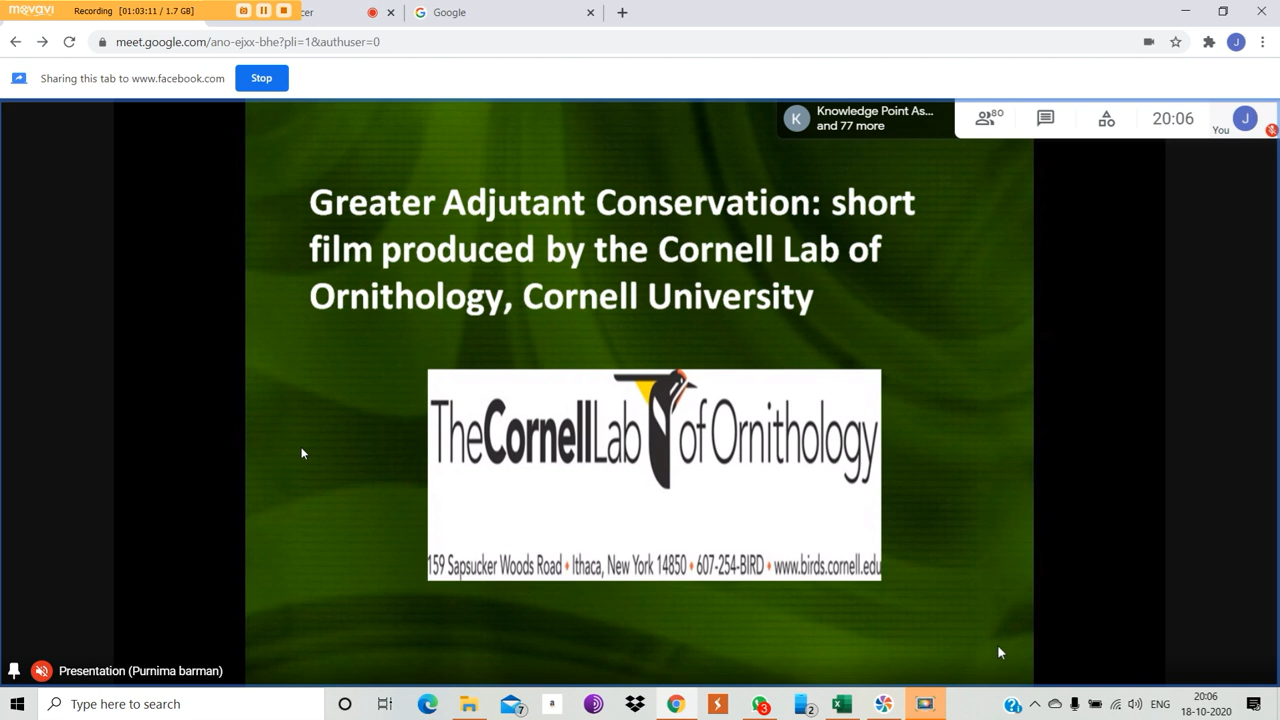 movavi
Recording [01:03:11 / 1.7 GB]
cer
Google
meet.google.com/ano-ejxx-bhe?pli=1&authuser=0
J
Sharing this tab to www.facebook.com
Stop
K
Knowledge Point As...
and 77 more
80
20:06
You
J
Greater Adjutant Conservation: short
film produced by the Cornell Lab of
Ornithology, Cornell University
TheCornellLab of Ornithology
159 Sapsucker Woods Road • Ithaca, New York 14850 • 607-254-BIRD • www.birds.cornell.edu
Presentation (Purnima barman)
Type here to search
7
a
3
2
ENG
20:06
18-10-2020